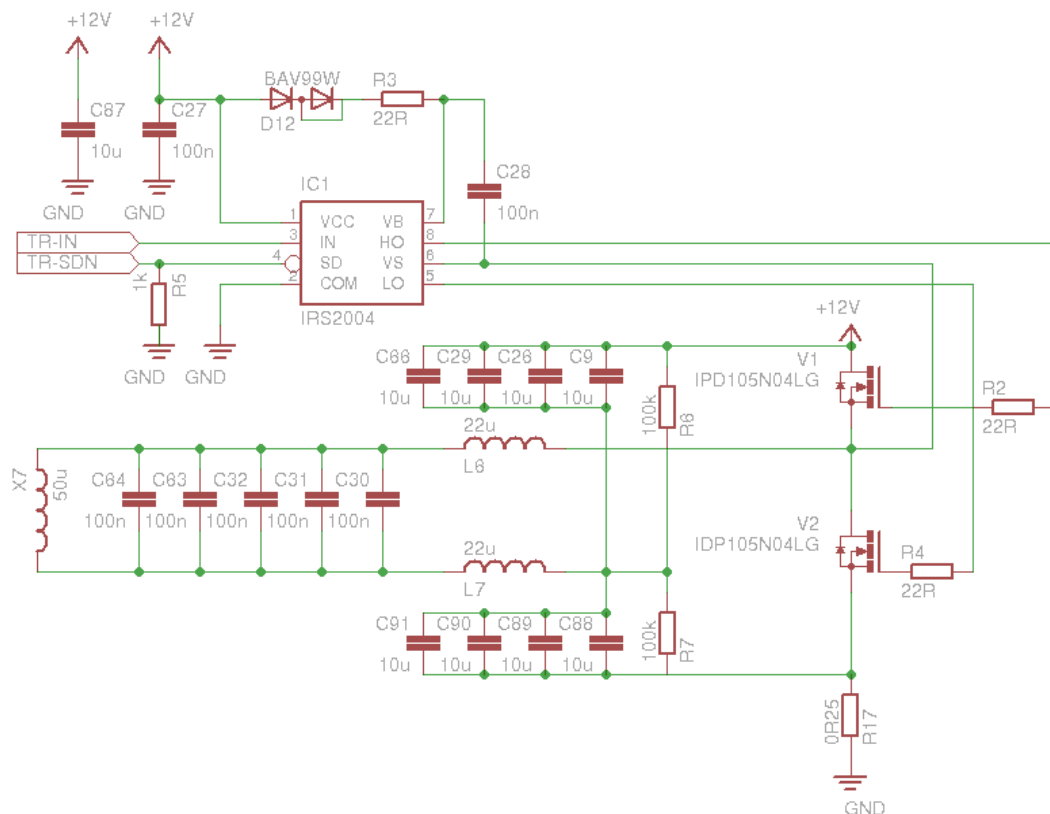 +12V
+12V
BAV99W
R3
C87
C27
D12
22R
10u
100n
C28
IC1
100n
GND
GND
1
VCC
VB
7
TR-IN
3
IN
HO
8
TR-SDN
4
SD
VS
6
2
COM
LO
5
1k
R5
IRS2004
+12V
GND
GND
C66
C29
C26
C9
V1
IPD105N04LG
10u
10u
10u
10u
100k
R6
R2
22R
22u
L6
X7
50u
C64
C63
C32
C31
C30
100n
100n
100n
100n
100n
V2
IDP105N04LG
22u
L7
R4
22R
C91
C90
C89
C88
10u
10u
10u
10u
100k
R7
0R25
R17
GND